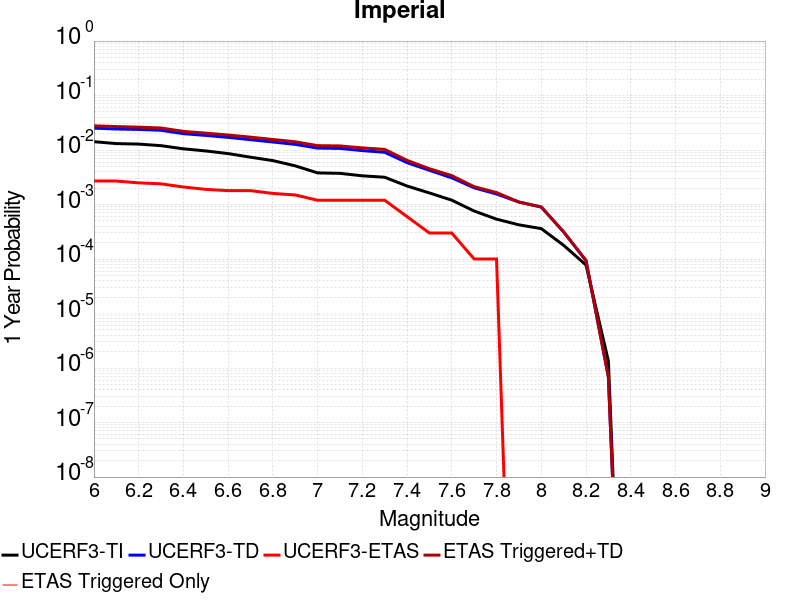 Imperial
10^0
10^-1
10^-2
10^-3
10^-4
10^-5
10^-6
10^-7
10^-8
1 Year Probability
6 6.2 6.4 6.6 6.8 7 7.2 7.4 7.6 7.8 8 8.2 8.4 8.6 8.8 9
Magnitude
UCERF3-TI UCERF3-TD UCERF3-ETAS ETAS Triggered+TD
ETAS Triggered Only